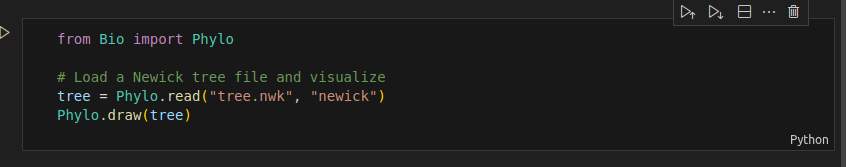 from Bio import Phylo
# Load a Newick tree file and visualize
tree = Phylo.read("tree.nwk", "newick")
Phylo.draw(tree)
Python